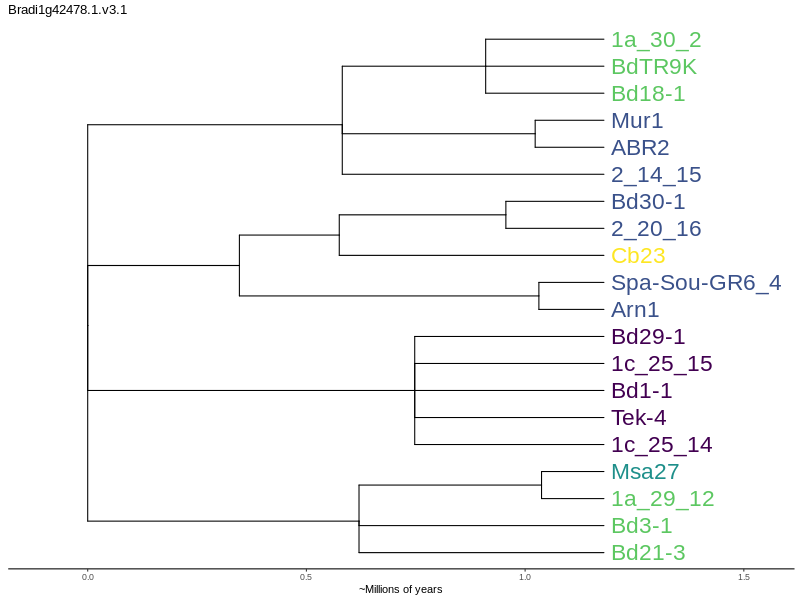 Bradi1g42478.1.v3.1
1a_30_2
BdTR9K
Bd18-1
Mur1
ABR2
2_14_15
Bd30-1
2_20_16
Cb23
Spa-Sou-GR6_4
Arn1
Bd29-1
1c_25_15
Bd1-1
Tek-4
1c_25_14
Msa27
1a_29_12
Bd3-1
Bd21-3
0.0 0.5 1.0 1.5
~Millions of years